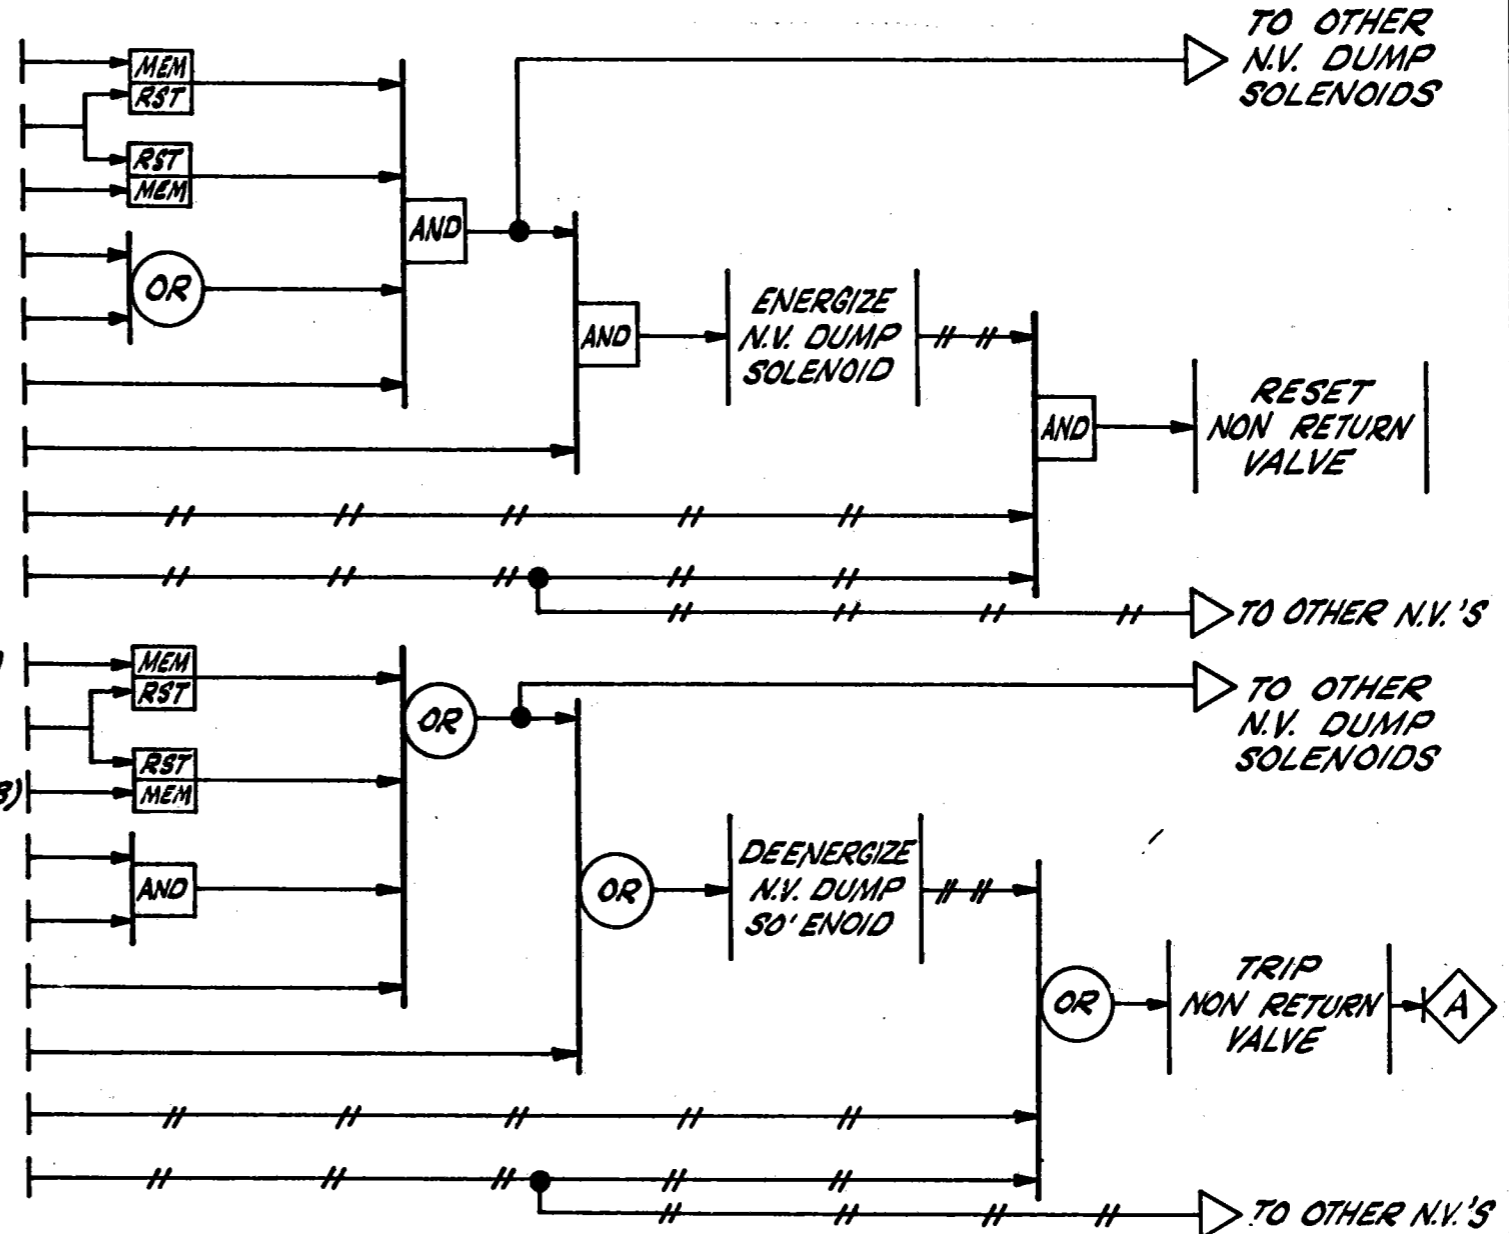 TO OTHER
N.V. DUMP
SOLENOIDS
MEM
RST
RST
MEM
AND
OR
AND
ENERGIZE
N.V. DUMP
SOLENOID
RESET
NON RETURN
VALVE
AND
TO OTHER N.V.'S
)
MEM
RST
OR
TO OTHER
N.V. DUMP
SOLENOIDS
RST
MEM
B)
AND
OR
DEENERGIZE
N.V. DUMP
SO'ENOID
OR
TRIP
NON RETURN
VALVE
A
TO OTHER N.V.'S